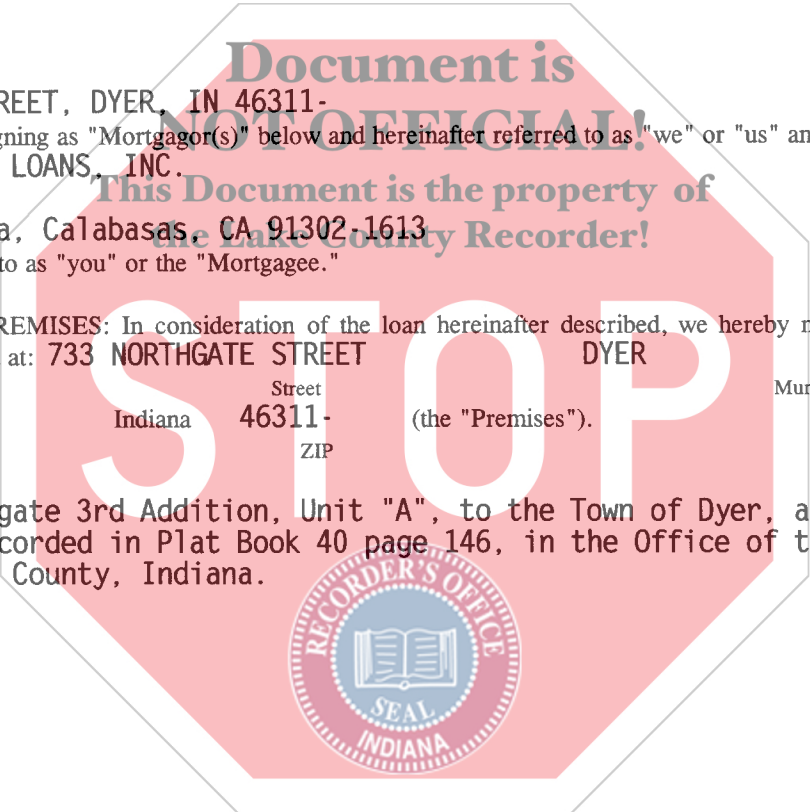 Document is
REET, DYER, IN 46311-
NOT OFFICIAL!
gning as "Mortgagor(s)" below and hereinafter referred to as "we" or "us" an
LOANS, INC.
This Document is the property of
a, Calabasas, CA 91302-1613
the Lake County Recorder!
to as "you" or the "Mortgagee."
REMISES: In consideration of the loan hereinafter described, we hereby m
at: 733 NORTHGATE STREET DYER
Street Mun
STOP
Indiana 46311- (the "Premises").
ZIP
gate 3rd Addition, Unit "A", to the Town of Dyer, a
corded in Plat Book 40 page 146, in the Office of t
County, Indiana.
RECORDER'S OFFICE
SEAL
INDIANA